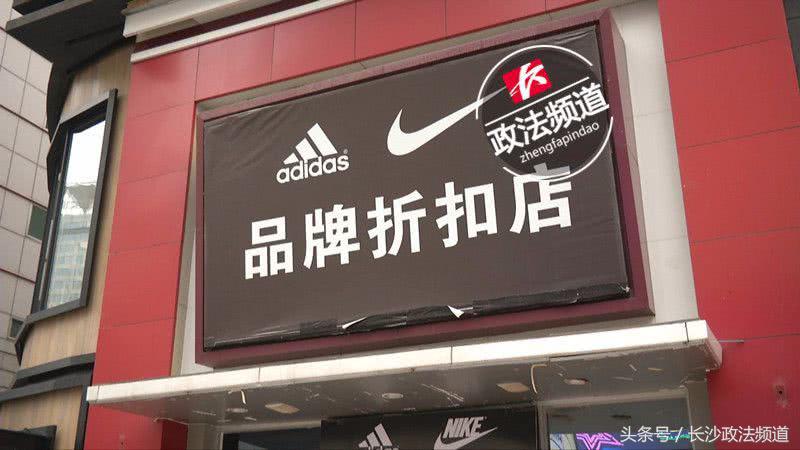 adidas
政法频道
zhengfapindao
品牌折扣店
NIKE
头条号/长沙政法频道